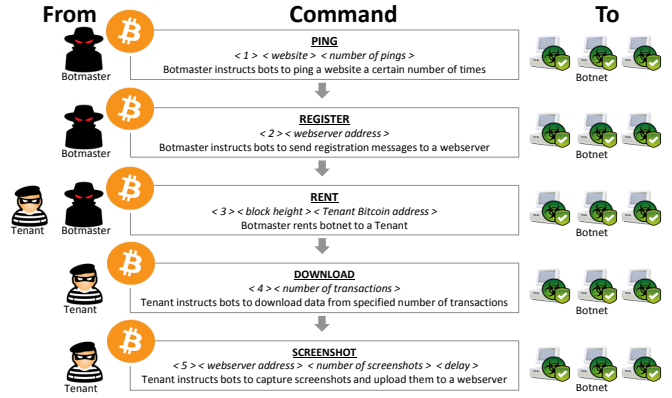 From Command To
PING
< 1 > < website > < number of pings >
Botmaster instructs bots to ping a website a certain number of times
Botmaster
Botnet
REGISTER
< 2 > < webserver address >
Botmaster instructs bots to send registration messages to a webserver
Botmaster
Botnet
RENT
< 3 > < block height > < Tenant Bitcoin address >
Botmaster rents botnet to a Tenant
Tenant Botmaster
Botnet
DOWNLOAD
< 4 > < number of transactions >
Tenant instructs bots to download data from specified number of transactions
Tenant
Botnet
SCREENSHOT
< 5 > < webserver address > < number of screenshots > < delay >
Tenant instructs bots to capture screenshots and upload them to a webserver
Tenant
Botnet